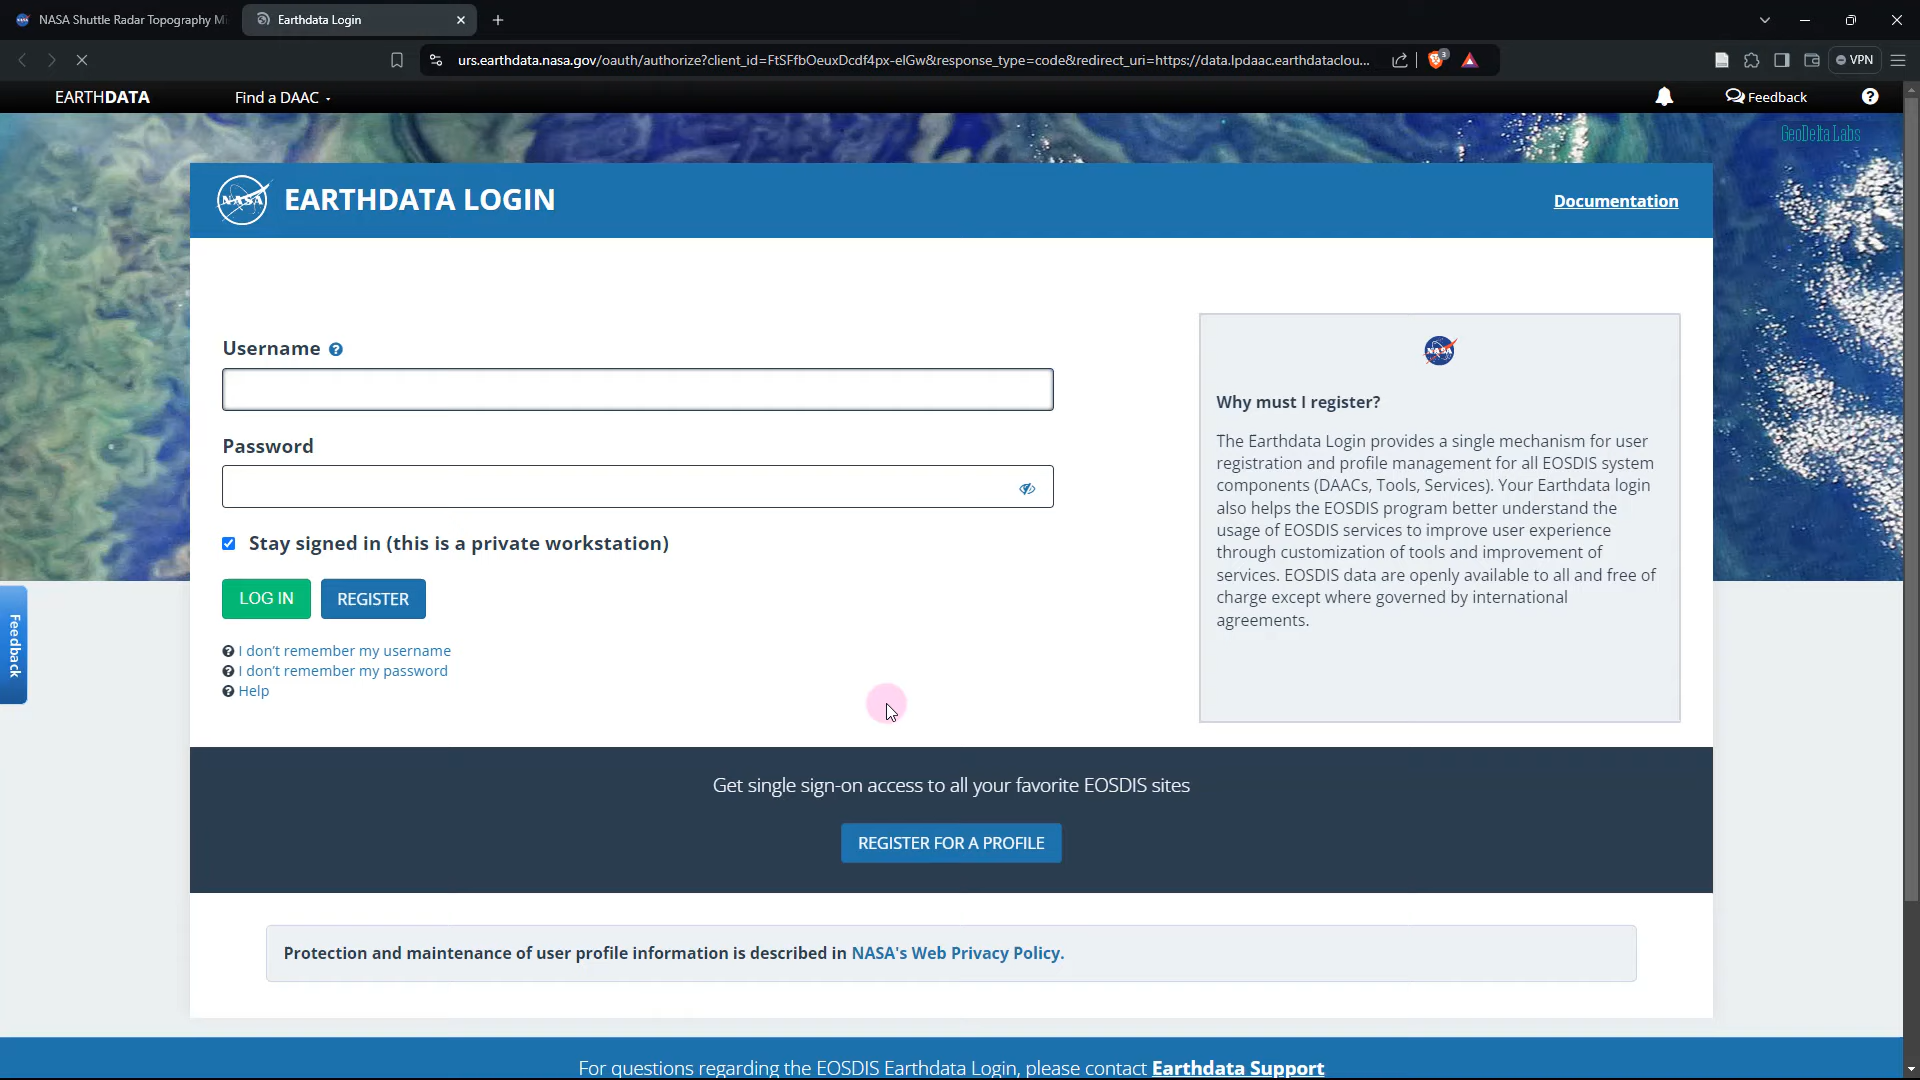 NASA Shuttle Radar Topography Mi
Earthdata Login
urs.earthdata.nasa.gov/oauth/authorize?client_id=FtSFfbOeuxDcdf4px-elGw&response_type=code&redirect_uri=https://data.lpdaac.earthdataclou...
3
VPN
EARTHDATA
Find a DAAC
Feedback
GeoDelta Labs
NASA
EARTHDATA LOGIN
Documentation
Username
NASA
Why must I register?
Password
The Earthdata Login provides a single mechanism for user
registration and profile management for all EOSDIS system
components (DAACs, Tools, Services). Your Earthdata login
also helps the EOSDIS program better understand the
usage of EOSDIS services to improve user experience
through customization of tools and improvement of
services. EOSDIS data are openly available to all and free of
charge except where governed by international
agreements.
Stay signed in (this is a private workstation)
LOG IN
REGISTER
Feedback
I don't remember my username
I don't remember my password
Help
Get single sign-on access to all your favorite EOSDIS sites
REGISTER FOR A PROFILE
Protection and maintenance of user profile information is described in NASA's Web Privacy Policy.
For questions regarding the EOSDIS Earthdata Login, please contact Earthdata Support